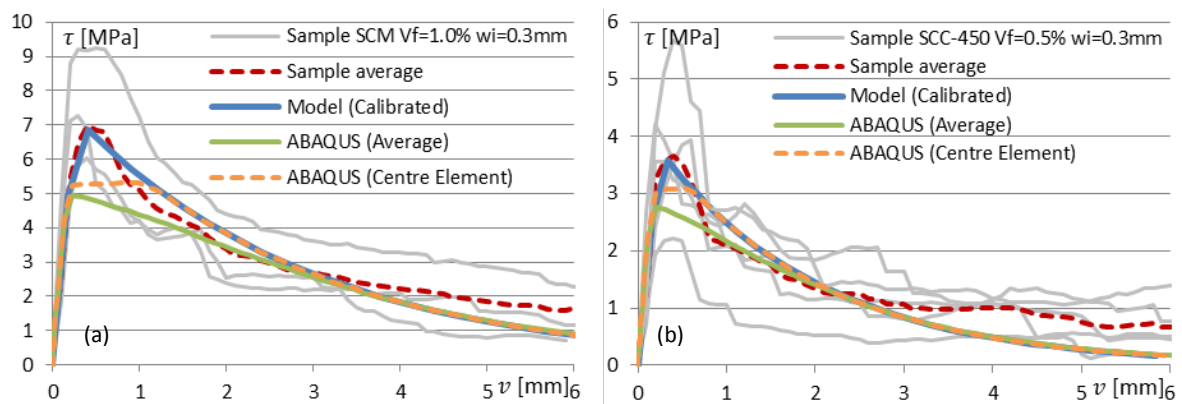 10
9
8
7
6
5
4
3
2
1
0
τ [MPa]
Sample SCM Vf=1.0% wi=0.3mm
Sample average
Model (Calibrated)
ABAQUS (Average)
ABAQUS (Centre Element)
(a)
0 1 2 3 4 5 v [mm] 6
6
5
4
3
2
1
0
τ [MPa]
Sample SCC-450 Vf=0.5% wi=0.3mm
Sample average
Model (Calibrated)
ABAQUS (Average)
ABAQUS (Centre Element)
(b)
0 1 2 3 4 5 v [mm] 6